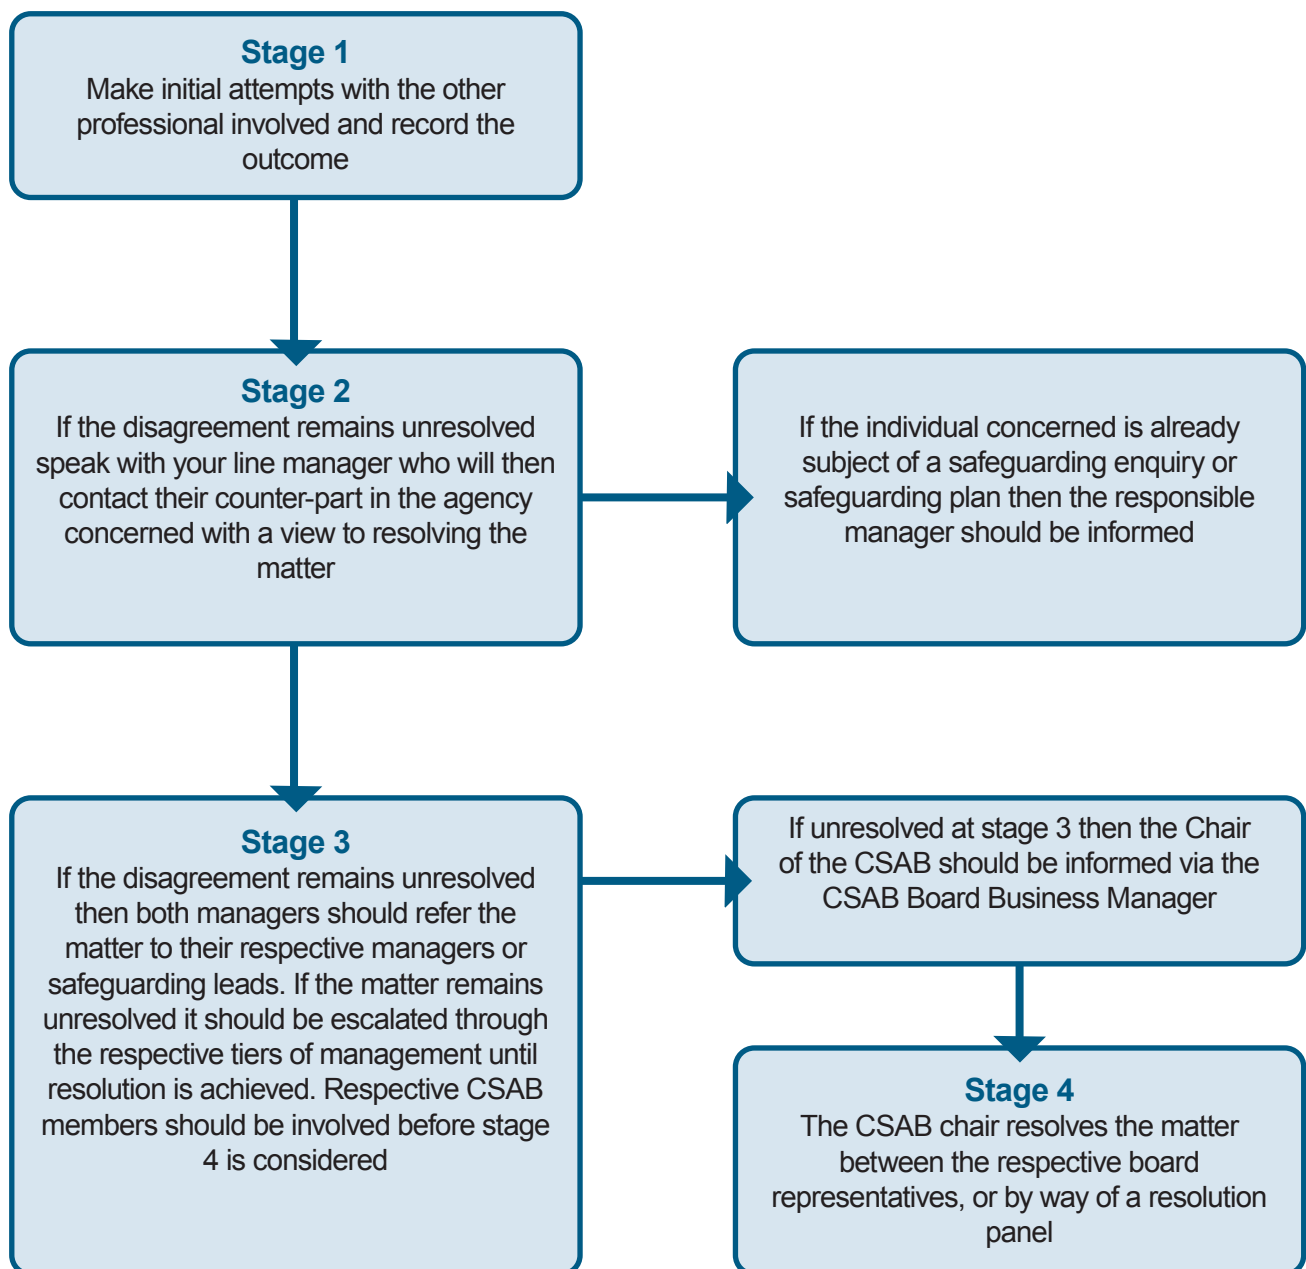 Stage 1
Make initial attempts with the other
professional involved and record the
outcome
Stage 2
If the disagreement remains unresolved
speak with your line manager who will then
contact their counter-part in the agency
concerned with a view to resolving the
matter
If the individual concerned is already
subject of a safeguarding enquiry or
safeguarding plan then the responsible
manager should be informed
Stage 3
If the disagreement remains unresolved
then both managers should refer the
matter to their respective managers or
safeguarding leads. If the matter remains
unresolved it should be escalated through
the respective tiers of management until
resolution is achieved. Respective CSAB
members should be involved before stage
4 is considered
If unresolved at stage 3 then the Chair
of the CSAB should be informed via the
CSAB Board Business Manager
Stage 4
The CSAB chair resolves the matter
between the respective board
representatives, or by way of a resolution
panel